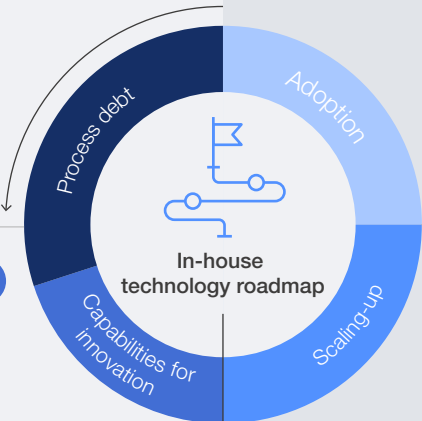 Process debt
Adoption
In-house
technology roadmap
Capabilities for
innovation
Scaling-up